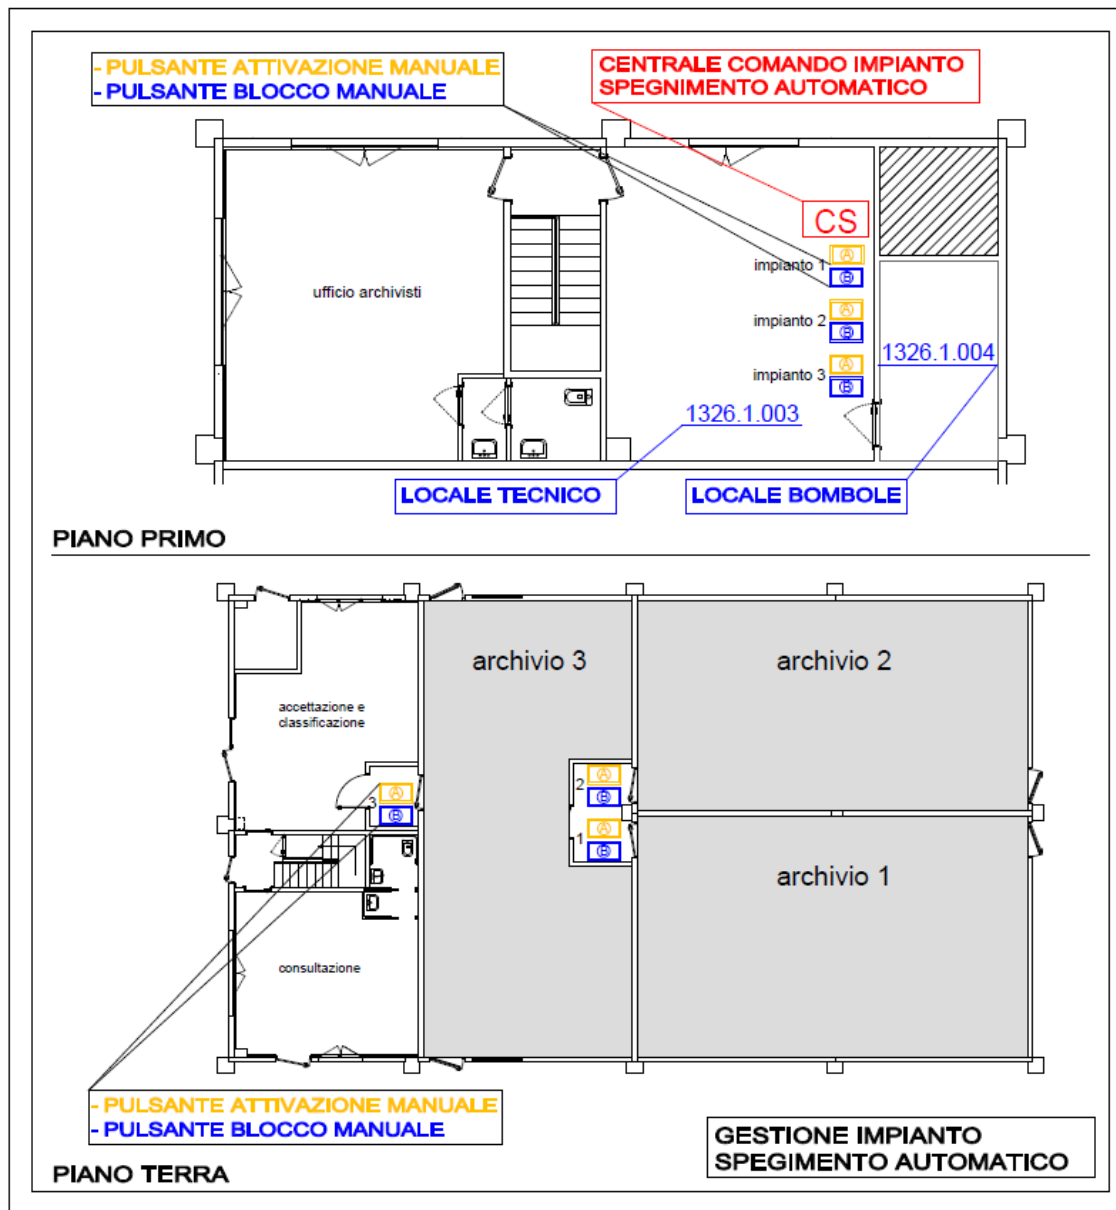 - PULSANTE ATTIVAZIONE MANUALE
- PULSANTE BLOCCO MANUALE
CENTRALE COMANDO IMPIANTO
SPEGNIMENTO AUTOMATICO
CS
impianto 1
A
B
ufficio archivisti
impianto 2
A
B
1326.1.004
impianto 3
A
B
1326.1.003
LOCALE TECNICO
LOCALE BOMBOLE
PIANO PRIMO
archivio 3
archivio 2
accettazione e
classificazione
2
A
B
3
A
B
1
A
B
archivio 1
consultazione
- PULSANTE ATTIVAZIONE MANUALE
- PULSANTE BLOCCO MANUALE
GESTIONE IMPIANTO
SPEGIMENTO AUTOMATICO
PIANO TERRA